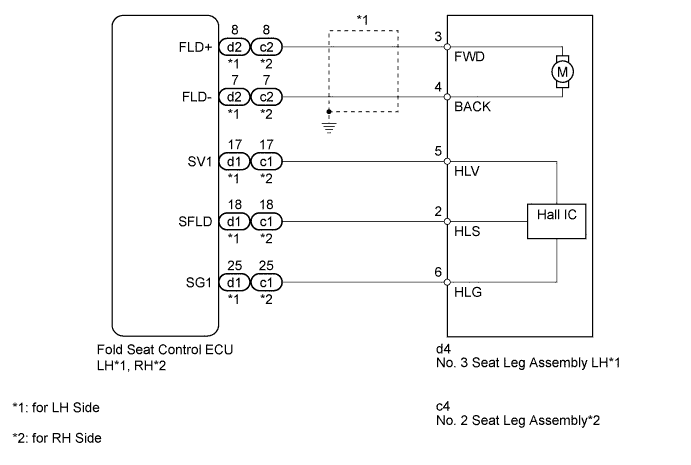 *1
8 8 3
FLD+ d2 c2 FWD M
*1 *2
7 7 4
FLD- d2 c2 BACK
*1 *2
17 17 5
SV1 d1 c1 HLV
*1 *2
18 18 2
SFLD d1 c1 HLS Hall IC
*1 *2
25 25 6
SG1 d1 c1 HLG
*1 *2
Fold Seat Control ECU
LH*1, RH*2
d4
No. 3 Seat Leg Assembly LH*1
*1: for LH Side
c4
No. 2 Seat Leg Assembly*2
*2: for RH Side